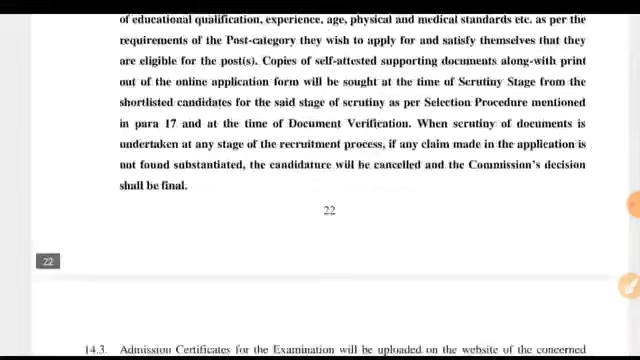 of educational qualification, experience, age, physical and medical standards etc. as per the
requirements of the Post-category they wish to apply for and satisfy themselves that they
are eligible for the post(s). Copies of self-attested supporting documents along-with print
out of the online application form will be sought at the time of Scrutiny Stage from the
shortlisted candidates for the said stage of scrutiny as per Selection Procedure mentioned
in para 17 and at the time of Document Verification. When scrutiny of documents is
undertaken at any stage of the recruitment process, if any claim made in the application is
not found substantiated, the candidature will be cancelled and the Commission's decision
shall be final.
22
22
14.3. Admission Certificates for the Examination will be uploaded on the website of the concerned